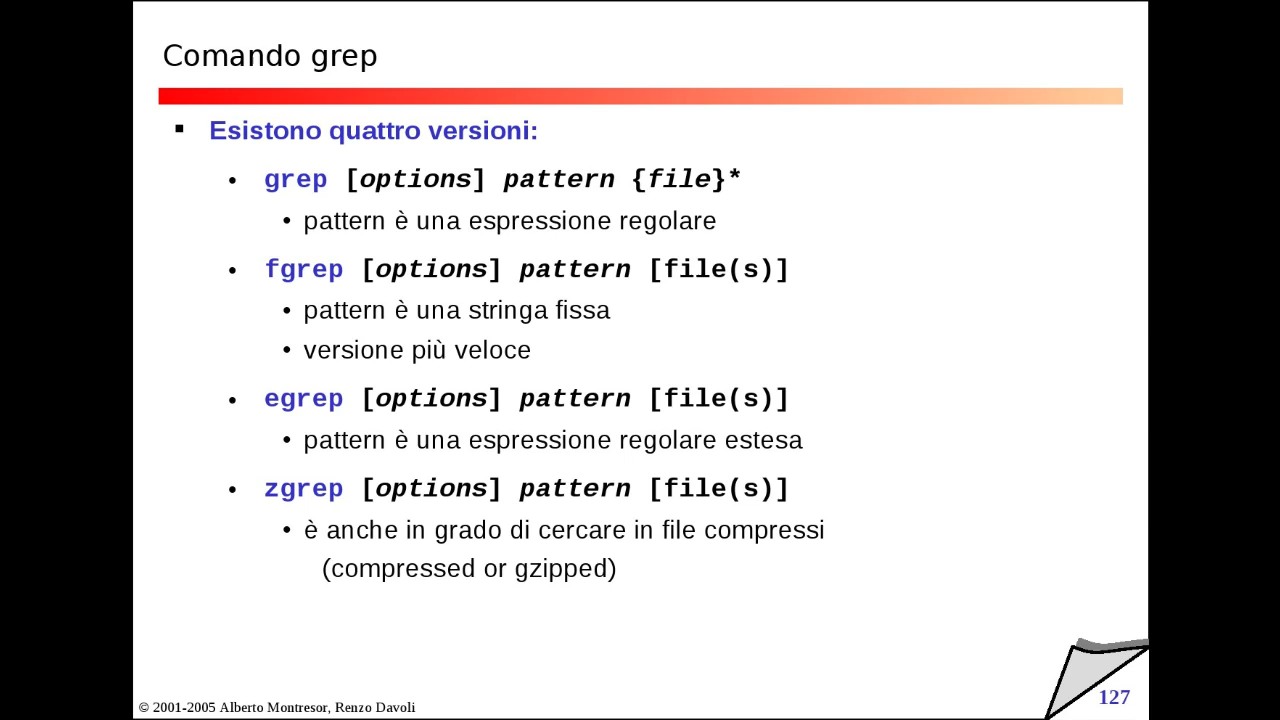 Comando grep
Esistono quattro versioni:
grep [options] pattern {file}*
pattern è una espressione regolare
fgrep [options] pattern [file(s)]
pattern è una stringa fissa
versione più veloce
egrep [options] pattern [file(s)]
pattern è una espressione regolare estesa
zgrep [options] pattern [file(s)]
è anche in grado di cercare in file compressi
(compressed or gzipped)
© 2001-2005 Alberto Montresor, Renzo Davoli
127